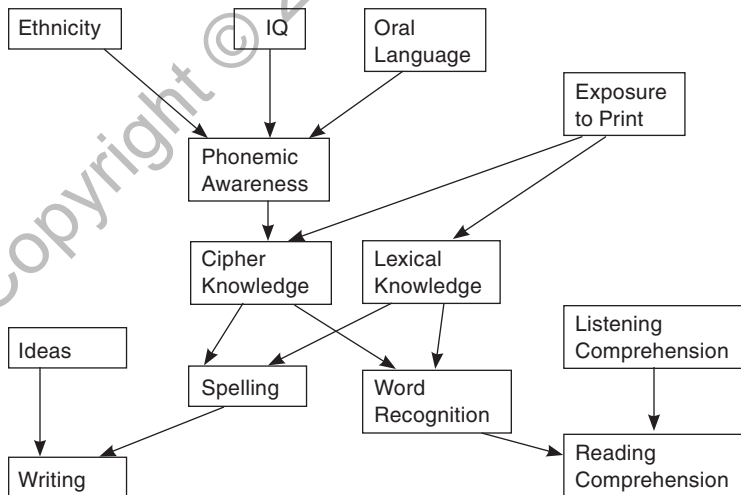 Ethnicity
IQ
Oral
Language
Exposure
to Print
Phonemic
Awareness
Cipher
Knowledge
Lexical
Knowledge
Listening
Comprehension
Ideas
Spelling
Word
Recognition
Writing
Reading
Comprehension
Copyright ©